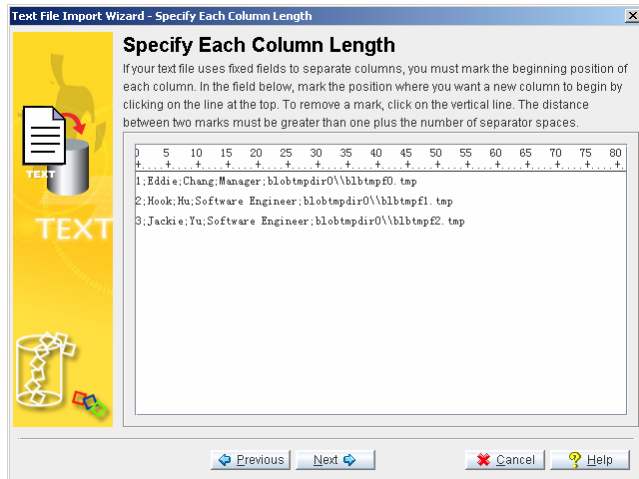 Text File Import Wizard - Specify Each Column Length
Specify Each Column Length
If your text file uses fixed fields to separate columns, you must mark the beginning position of
each column. In the field below, mark the position where you want a new column to begin by
clicking on the line at the top. To remove a mark, click on the vertical line. The distance
between two marks must be greater than one plus the number of separator spaces.
0 5 10 15 20 25 30 35 40 45 50 55 60 65 70 75 80
+....+....+....+....+....+....+....+....+....+....+....+....+....+....+....+....+
1;Eddie;Chang;Manager;blobtmpdir0\\blbtmpf0.tmp
2;Hook;Hu;Software Engineer;blobtmpdir0\\blbtmpf1.tmp
3;Jackie;Yu;Software Engineer;blobtmpdir0\\blbtmpf2.tmp
TEXT
TEXT
Previous Next Cancel Help